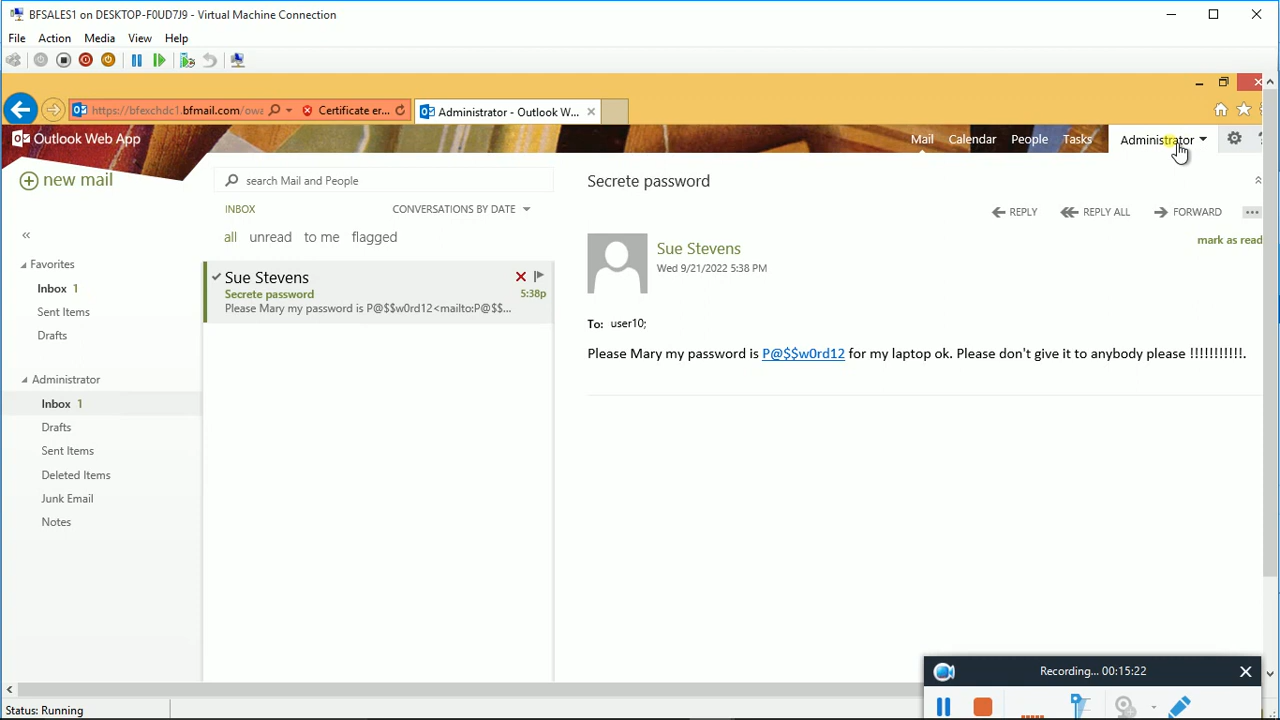 BFSALES1 on DESKTOP-F0UD7J9 - Virtual Machine Connection
File Action Media View Help
https://bfexchdc1.bfmail.com/owa Certificate er... Administrator - Outlook W...
Outlook Web App Mail Calendar People Tasks Administrator ?
new mail search Mail and People Secrete password
INBOX CONVERSATIONS BY DATE REPLY REPLY ALL FORWARD ...
all unread to me flagged mark as read
«
Favorites
Inbox 1
Sent Items
Drafts
Administrator
Inbox 1
Drafts
Sent Items
Deleted Items
Junk Email
Notes
Sue Stevens
Secrete password 5:38p
Please Mary my password is P@$$w0rd12<mailto:P@$$...
Sue Stevens
Wed 9/21/2022 5:38 PM
To: user10;
Please Mary my password is P@$$w0rd12 for my laptop ok. Please don't give it to anybody please !!!!!!!!!!!.
Recording... 00:15:22
Status: Running